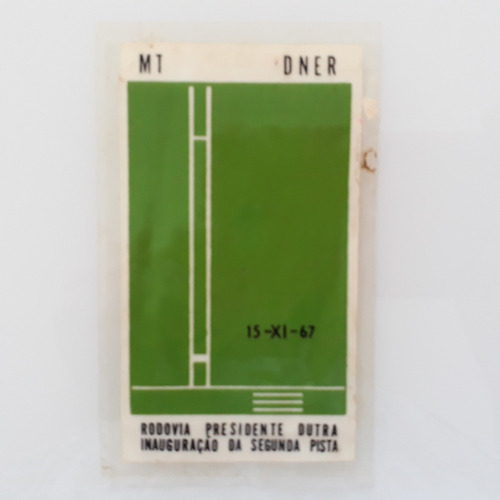 MT DNER
15-XI-67
RODOVIA PRESIDENTE DUTRA
INAUGURAÇÃO DA SEGUNDA PISTA